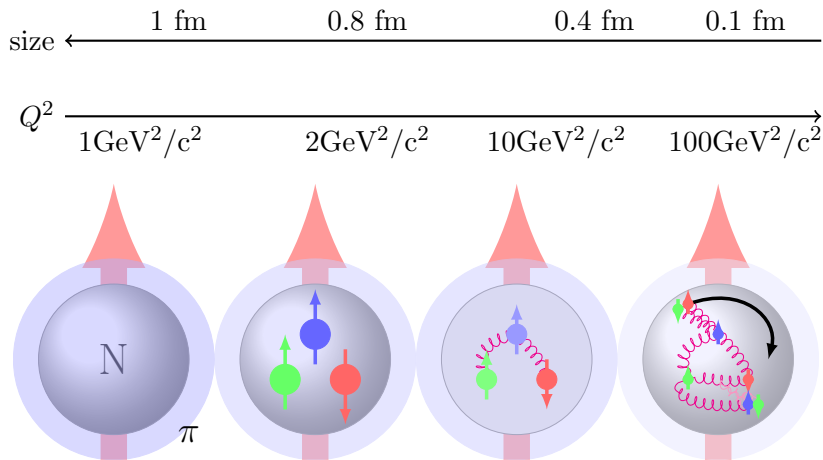 1 fm 0.8 fm 0.4 fm 0.1 fm
size
Q²
1GeV²/c² 2GeV²/c² 10GeV²/c² 100GeV²/c²
N
π